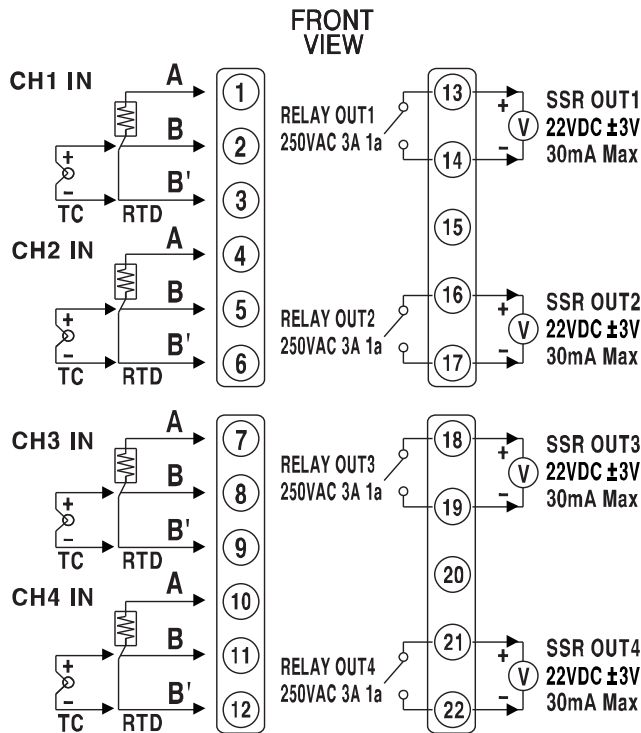 FRONT
VIEW
CH1 IN
A
B
B'
+
-
TC
RTD
1
2
3
CH2 IN
A
B
B'
+
-
TC
RTD
4
5
6
RELAY OUT1
250VAC 3A 1a
13
14
15
+
-
V
SSR OUT1
22VDC ±3V
30mA Max
RELAY OUT2
250VAC 3A 1a
16
17
+
-
V
SSR OUT2
22VDC ±3V
30mA Max
CH3 IN
A
B
B'
+
-
TC
RTD
7
8
9
CH4 IN
A
B
B'
+
-
TC
RTD
10
11
12
RELAY OUT3
250VAC 3A 1a
18
19
20
+
-
V
SSR OUT3
22VDC ±3V
30mA Max
RELAY OUT4
250VAC 3A 1a
21
22
+
-
V
SSR OUT4
22VDC ±3V
30mA Max